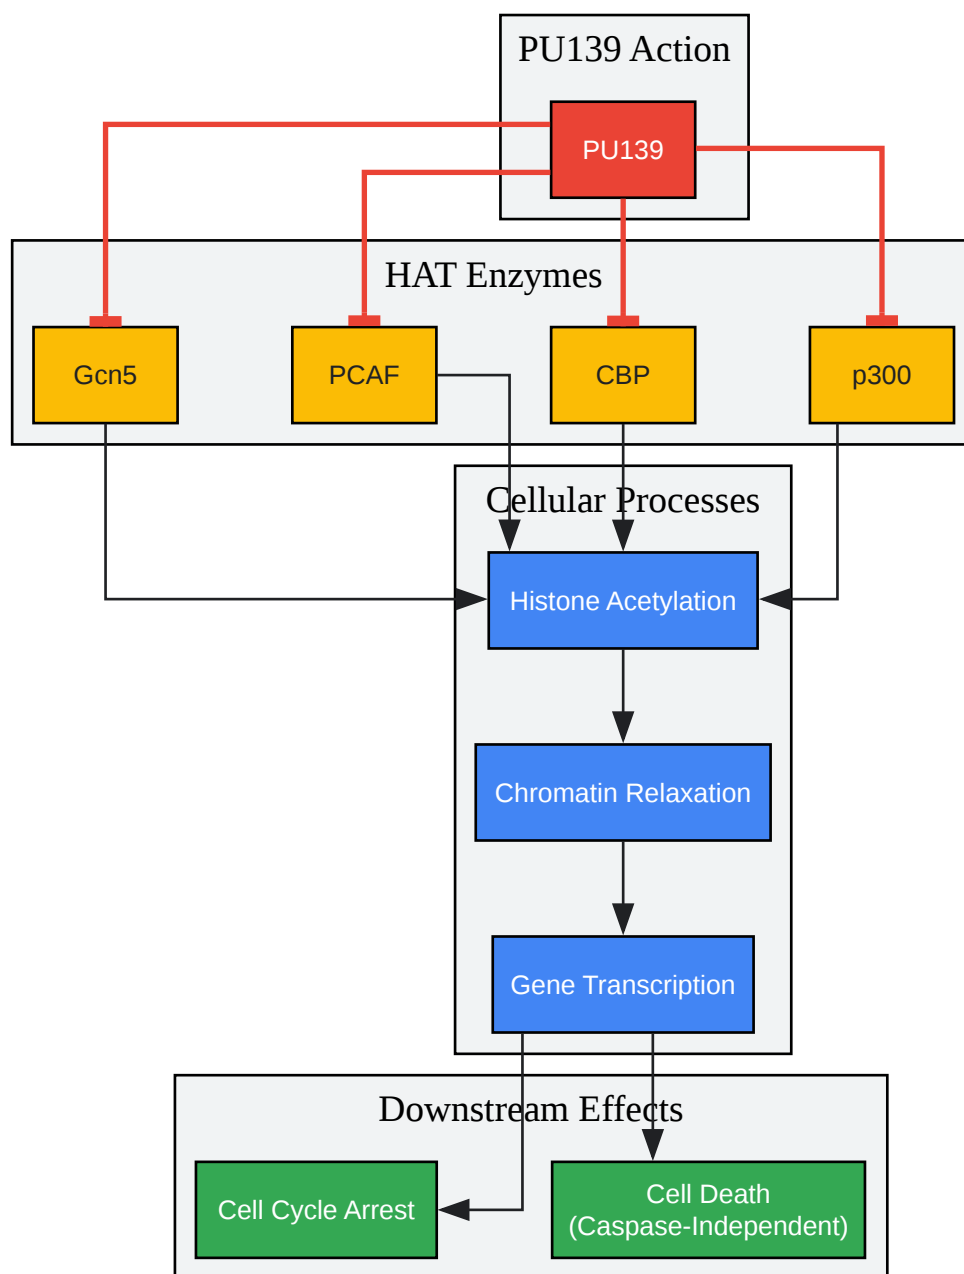 PU139 Action
PU139
HAT Enzymes
Gcn5
PCAF
CBP
p300
Cellular Processes
Histone Acetylation
Chromatin Relaxation
Gene Transcription
Downstream Effects
Cell Cycle Arrest
Cell Death
(Caspase-Independent)